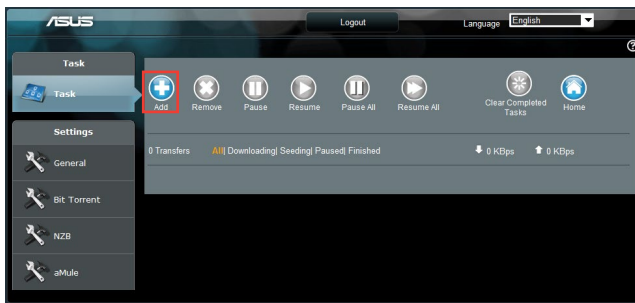 ASUS
Logout
Language English
Task
Task
Add
Remove
Pause
Resume
Pause All
Resume All
Clear Completed
Tasks
Home
Settings
0 Transfers All| Downloading| Seeding| Paused| Finished
0 KBps 0 KBps
General
Bit Torrent
NZB
aMule